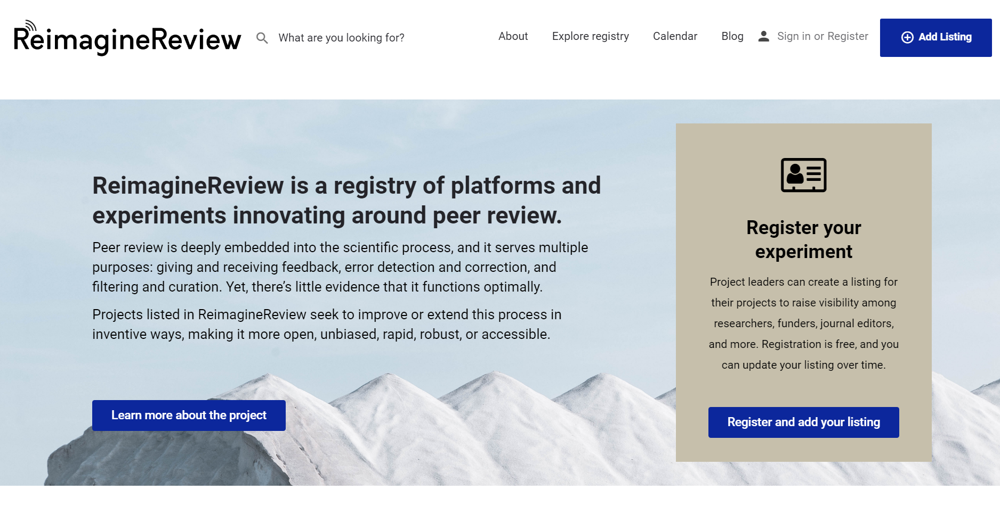 ReimagineReview
What are you looking for?
About
Explore registry
Calendar
Blog
Sign in or Register
Add Listing
ReimagineReview is a registry of platforms and
experiments innovating around peer review.
Peer review is deeply embedded into the scientific process, and it serves multiple
purposes: giving and receiving feedback, error detection and correction, and
filtering and curation. Yet, there’s little evidence that it functions optimally.
Projects listed in ReimagineReview seek to improve or extend this process in
inventive ways, making it more open, unbiased, rapid, robust, or accessible.
Learn more about the project
Register your
experiment
Project leaders can create a listing for
their projects to raise visibility among
researchers, funders, journal editors,
and more. Registration is free, and you
can update your listing over time.
Register and add your listing